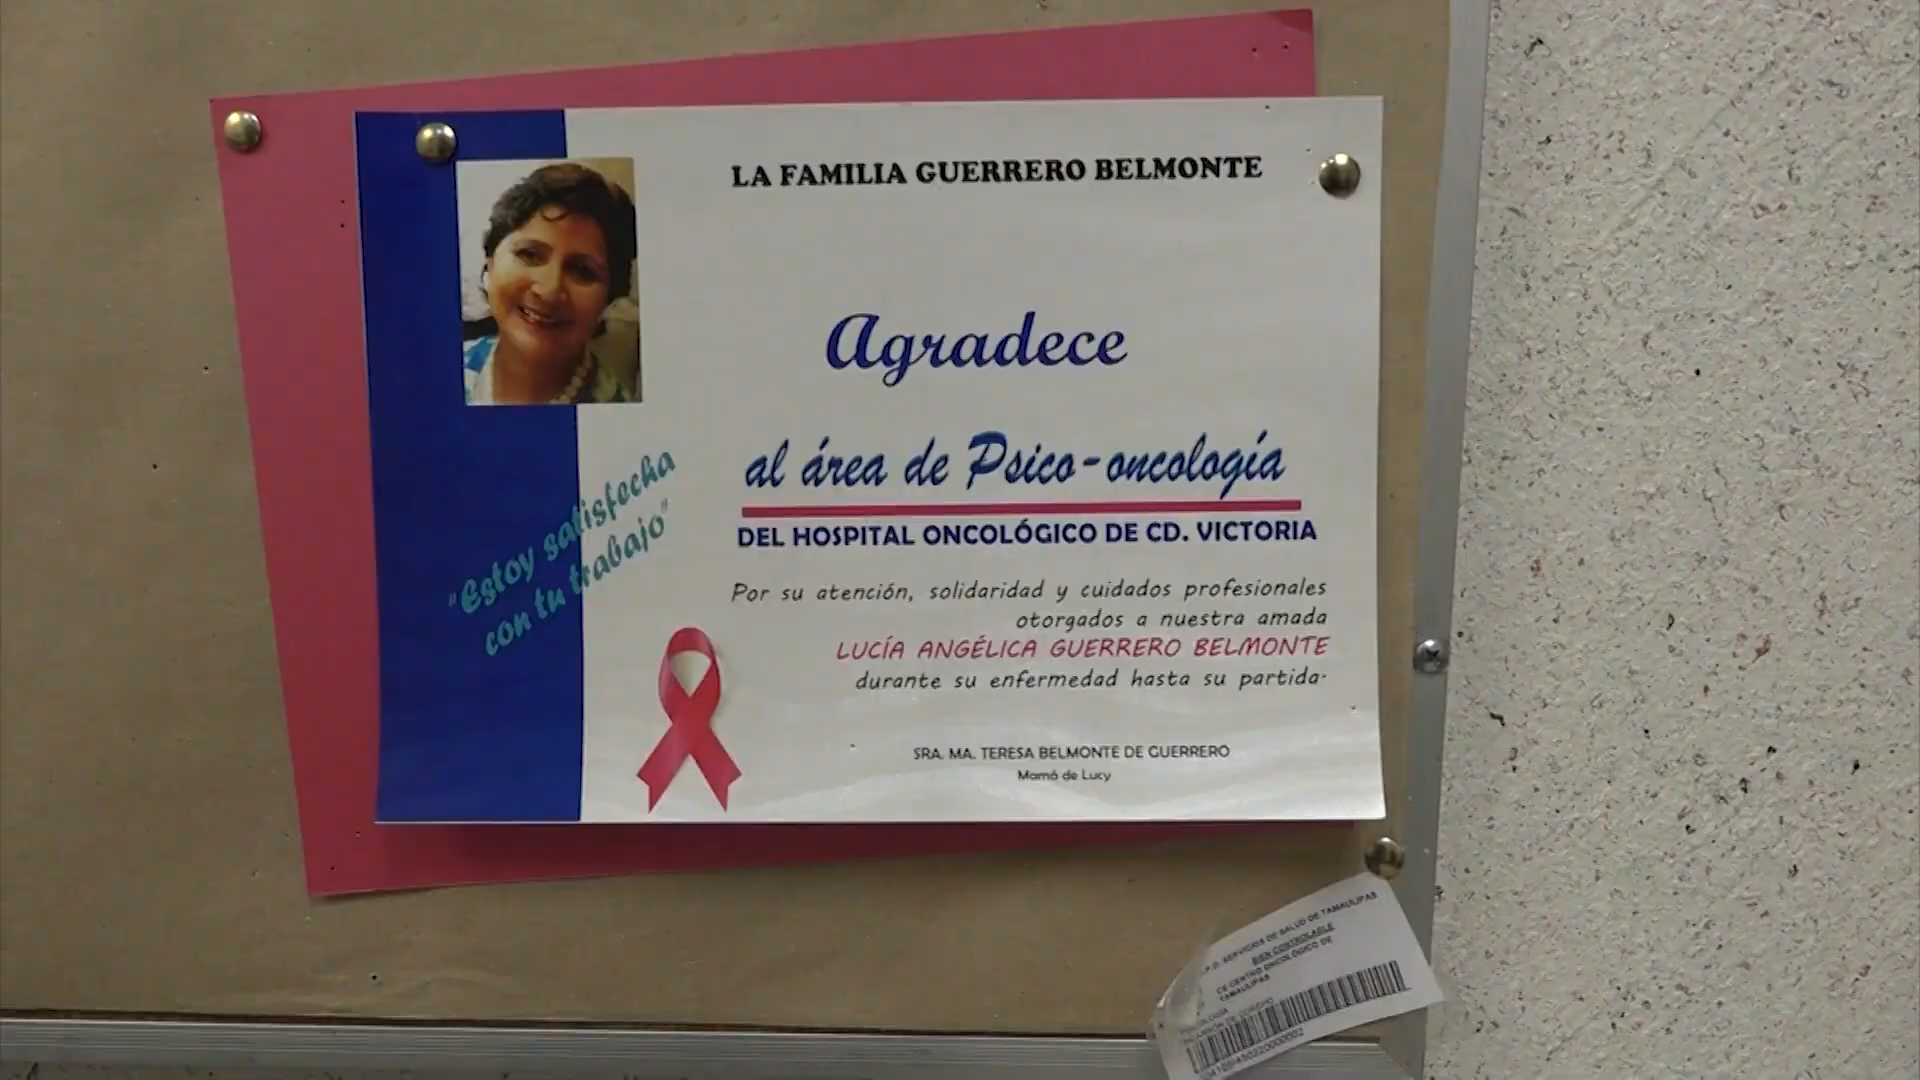 LA FAMILIA GUERRERO BELMONTE
Agradece
al área de Psico-oncología
DEL HOSPITAL ONCOLÓGICO DE CD. VICTORIA
Por su atención, solidaridad y cuidados profesionales
otorgados a nuestra amada
LUCÍA ANGÉLICA GUERRERO BELMONTE
durante su enfermedad hasta su partida.
SRA. MA. TERESA BELMONTE DE GUERRERO
Mamá de Lucy
"Estoy satisfecha
con tu trabajo"
SERVICIOS DE SALUD DE TAMAULIPAS
BIEN CONTROLABLE
CE CENTRO ONCOLÓGICO DE
TAMAULIPAS